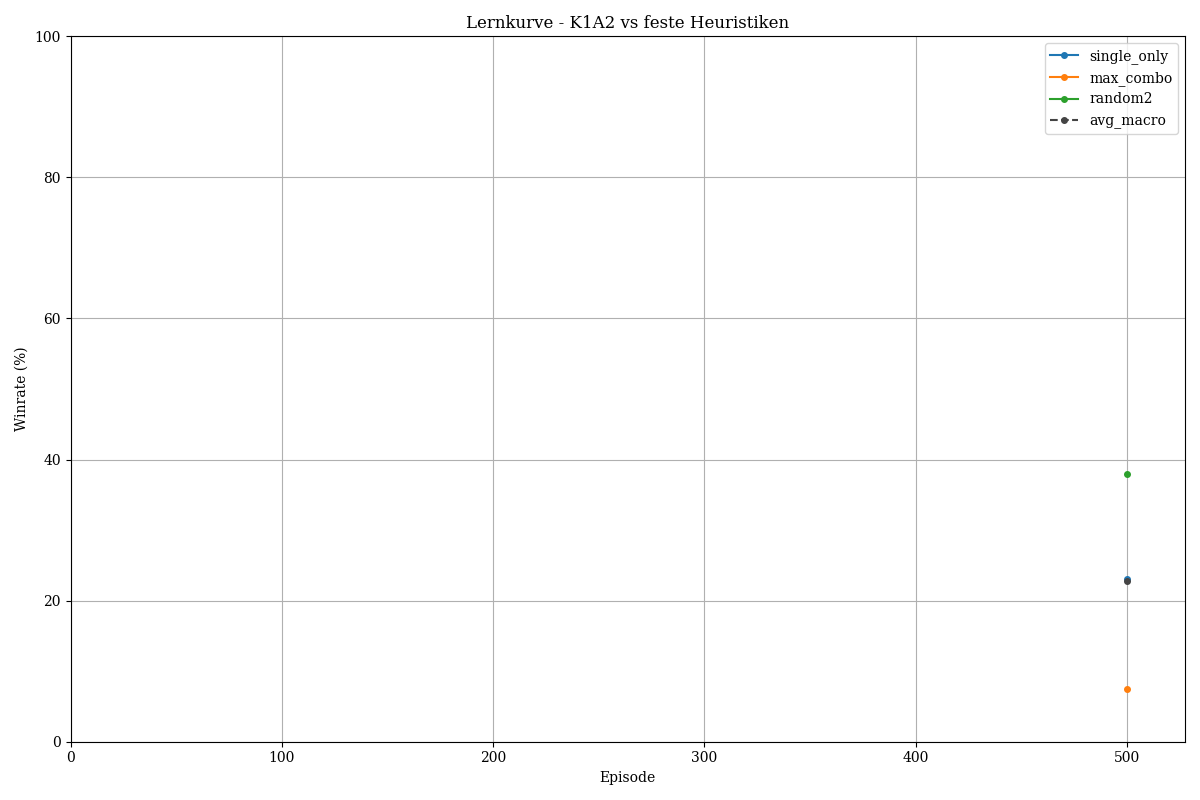 Lernkurve - K1A2 vs feste Heuristiken
100
80
60
40
20
0
Winrate (%)
single_only
max_combo
random2
avg_macro
0 100 200 300 400 500
Episode